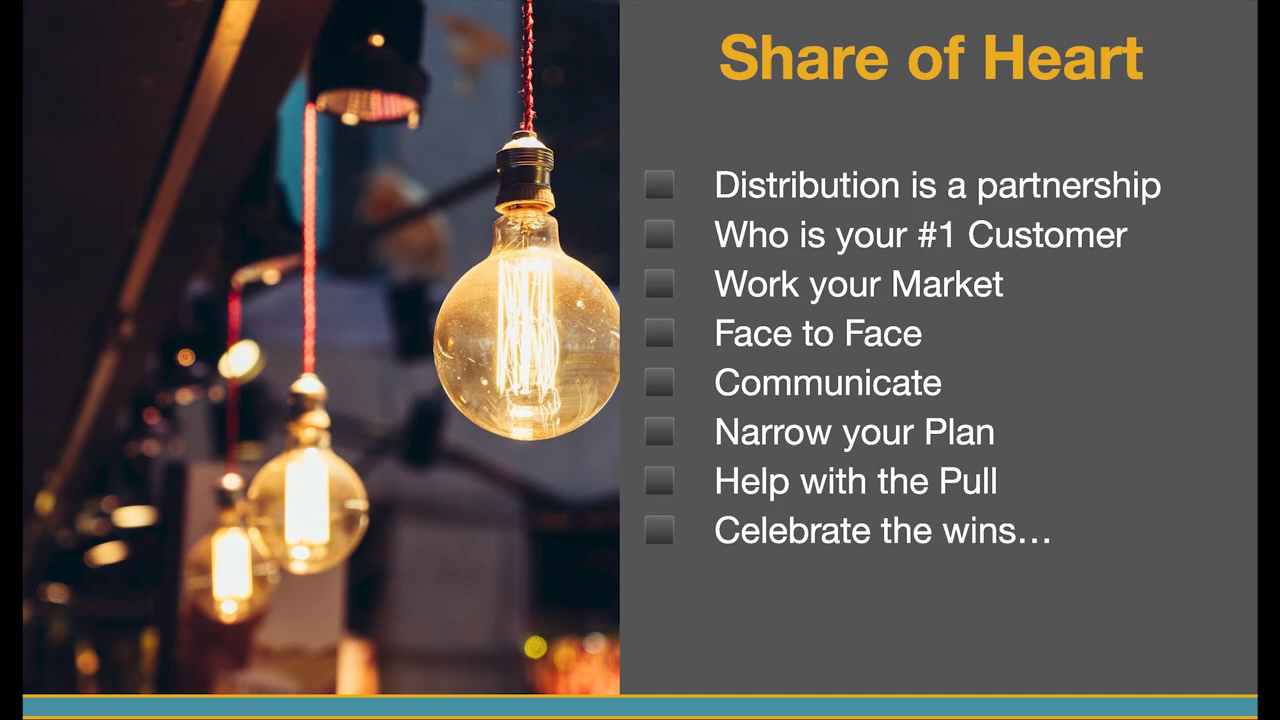 Share of Heart
Distribution is a partnership
Who is your #1 Customer
Work your Market
Face to Face
Communicate
Narrow your Plan
Help with the Pull
Celebrate the wins…